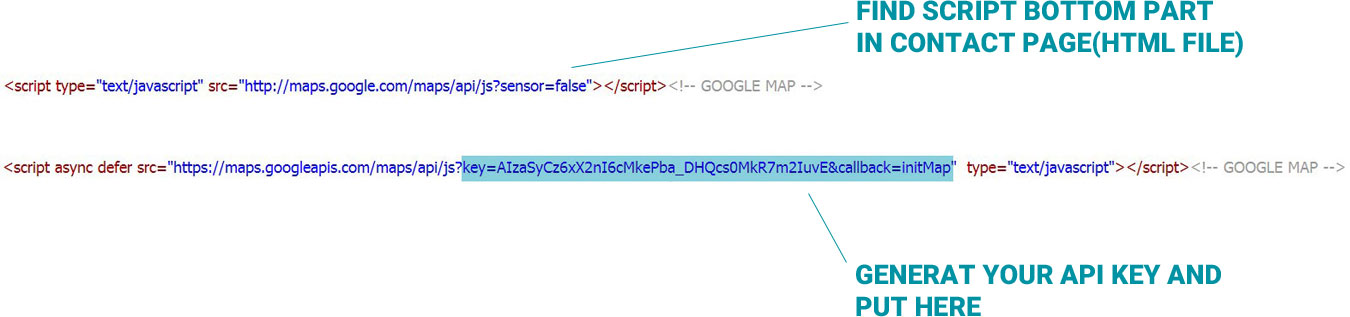 FIND SCRIPT BOTTOM PART
IN CONTACT PAGE(HTML FILE)
<script type="text/javascript" src="http://maps.google.com/maps/api/js?sensor=false"></script><!-- GOOGLE MAP -->
<script async defer src="https://maps.googleapis.com/maps/api/js?key=AIzaSyCz6xX2nI6cMkePba_DHQcs0MkR7m2IuvE&callback=initMap"  type="text/javascript"></script><!-- GOOGLE MAP -->
GENERAT YOUR API KEY AND
PUT HERE